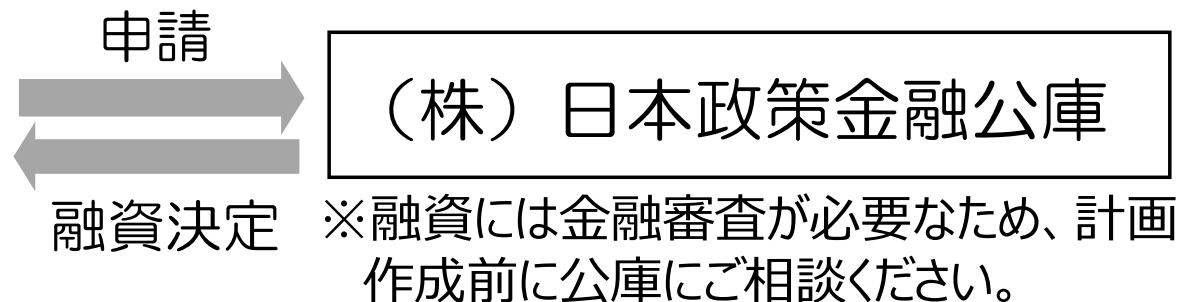 申請
（株）日本政策金融公庫
融資決定
※融資には金融審査が必要なため、計画
作成前に公庫にご相談ください。